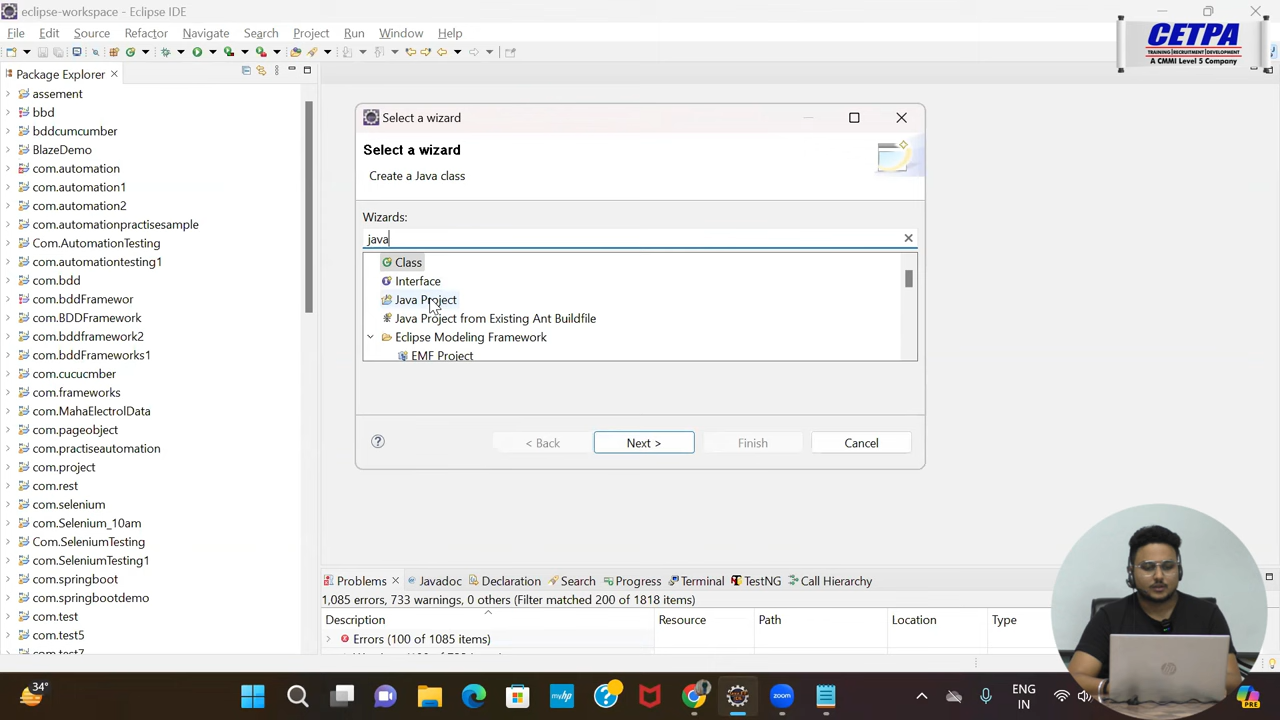 eclipse-workspace - Eclipse IDE
File Edit Source Refactor Navigate Search Project Run Window Help
CETPA
TRAINING|RECRUITMENT|DEVELOPMENT
A CMMI Level 5 Company
Package Explorer
assement
bbd
bddcumcumber
BlazeDemo
com.automation
com.automation1
com.automation2
com.automationpractisesample
Com.AutomationTesting
com.automationtesting1
com.bdd
com.bddFramewor
com.BDDFramework
com.bddframework2
com.bddFrameworks1
com.cucucmber
com.frameworks
com.MahaElectrolData
com.pageobject
com.practiseautomation
com.project
com.rest
com.selenium
com.Selenium_10am
Com.SeleniumTesting
com.SeleniumTesting1
com.springboot
com.springbootdemo
com.test
com.test5
com.test7
Select a wizard
Select a wizard
Create a Java class
Wizards:
java
Class
Interface
Java Project
Java Project from Existing Ant Buildfile
Eclipse Modeling Framework
EMF Project
< Back Next > Finish Cancel
Problems Javadoc Declaration Search Progress Terminal TestNG Call Hierarchy
1,085 errors, 733 warnings, 0 others (Filter matched 200 of 1818 items)
Description Resource Path Location Type
Errors (100 of 1085 items)
34°
myhp
zoom
ENG
IN
PRE